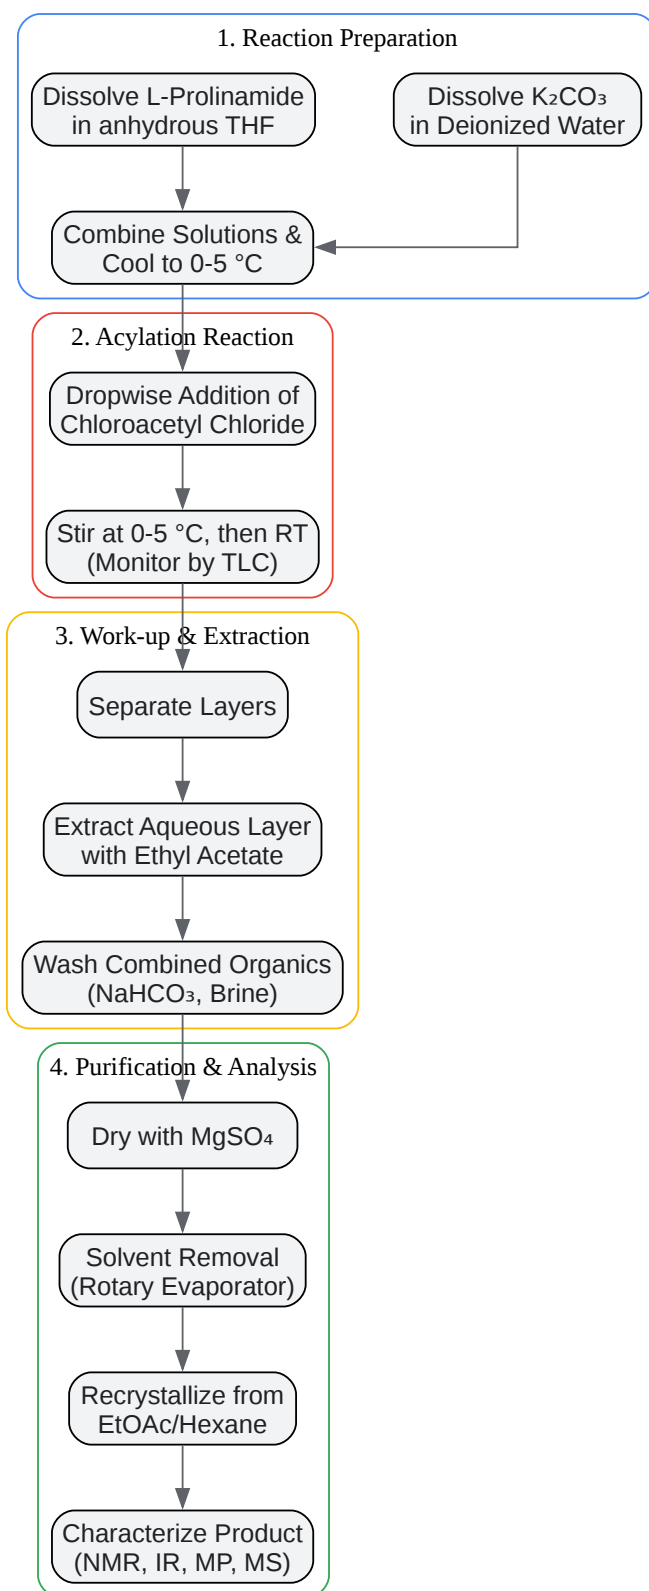 1. Reaction Preparation
Dissolve L-Prolinamide
in anhydrous THF
Dissolve K₂CO₃
in Deionized Water
Combine Solutions &
Cool to 0-5 °C
2. Acylation Reaction
Dropwise Addition of
Chloroacetyl Chloride
Stir at 0-5 °C, then RT
(Monitor by TLC)
3. Work-up & Extraction
Separate Layers
Extract Aqueous Layer
with Ethyl Acetate
Wash Combined Organics
(NaHCO₃, Brine)
4. Purification & Analysis
Dry with MgSO₄
Solvent Removal
(Rotary Evaporator)
Recrystallize from
EtOAc/Hexane
Characterize Product
(NMR, IR, MP, MS)